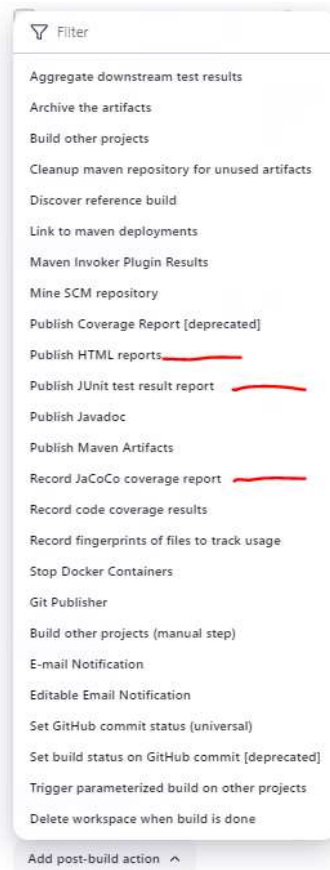 Filter
Aggregate downstream test results
Archive the artifacts
Build other projects
Cleanup maven repository for unused artifacts
Discover reference build
Link to maven deployments
Maven Invoker Plugin Results
Mine SCM repository
Publish Coverage Report [deprecated]
Publish HTML reports
Publish JUnit test result report
Publish Javadoc
Publish Maven Artifacts
Record JaCoCo coverage report
Record code coverage results
Record fingerprints of files to track usage
Stop Docker Containers
Git Publisher
Build other projects (manual step)
E-mail Notification
Editable Email Notification
Set GitHub commit status (universal)
Set build status on GitHub commit [deprecated]
Trigger parameterized build on other projects
Delete workspace when build is done
Add post-build action